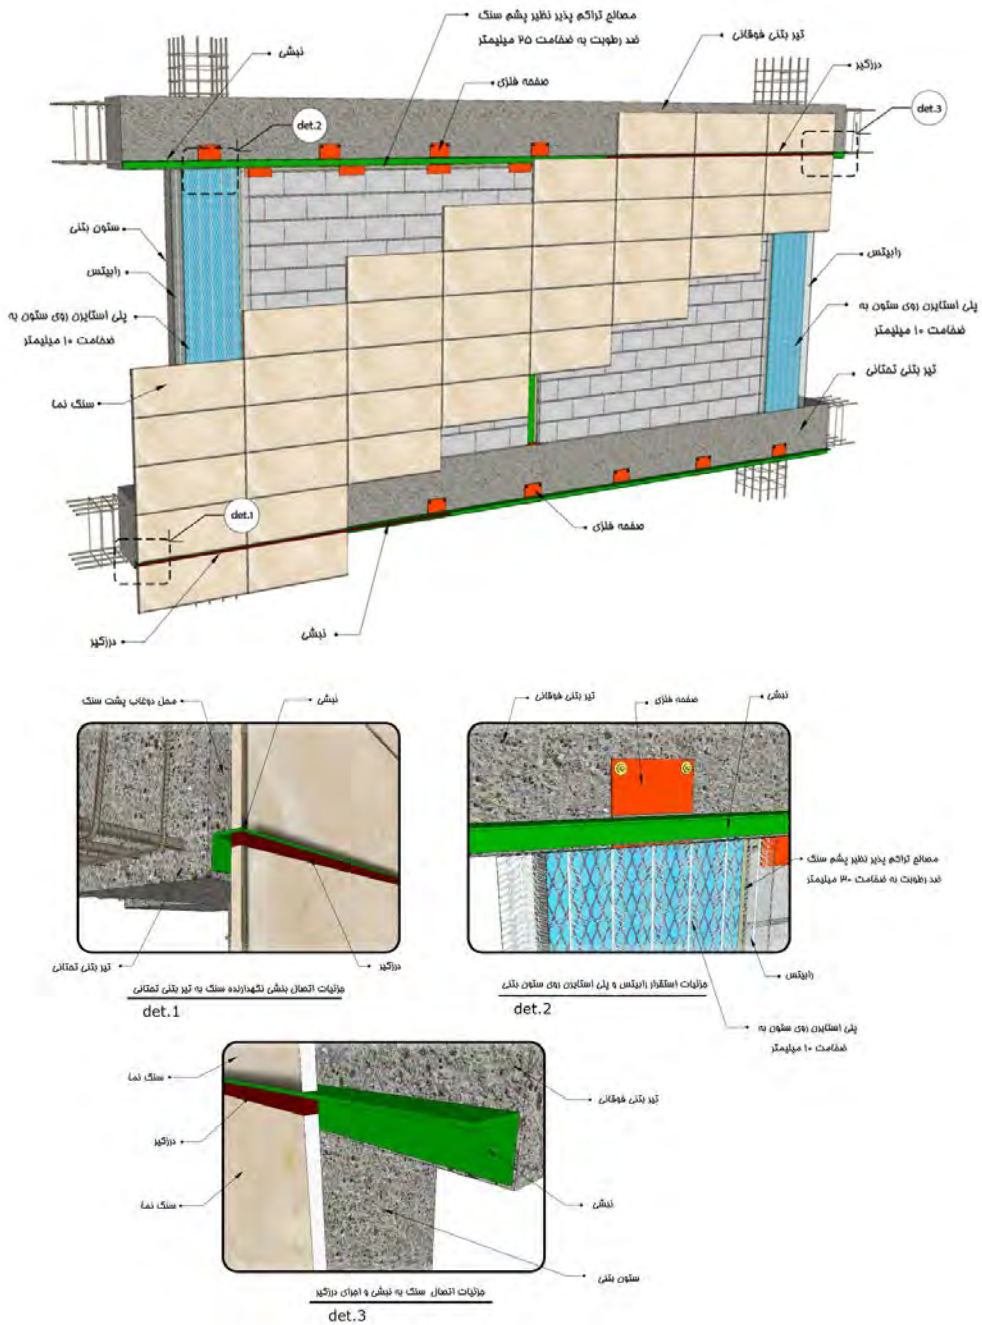 مصالح تراکم پذیر نظیر پشم سنگ
ضد رطوبت به ضخامت ۲۵ میلیمتر
تیر بتنی فوقانی
نبشی
صفحه فلزی
درزگیر
det.2
det.3
ستون بتنی
رابیتس
رابیتس
پلی استایرن روی ستون به
ضخامت ۱۰ میلیمتر
پلی استایرن روی ستون به
ضخامت ۱۰ میلیمتر
تیر بتنی تحتانی
سنگ نما
det.1
صفحه فلزی
نبشی
درزگیر
محل دوغاب پشت سنگ
نبشی
تیر بتنی تحتانی
درزگیر
جزئیات اتصال بنشی نگهدارنده سنگ به تیر بتنی تحتانی
det.1
تیر بتنی فوقانی
صفحه فلزی
نبشی
مصالح تراکم پذیر نظیر پشم سنگ
ضد رطوبت به ضخامت ۳۰ میلیمتر
رابیتس
جزئیات استقرار رابیتس و پلی استایرن روی ستون بتنی
det.2
پلی استایرن روی ستون به
ضخامت ۱۰ میلیمتر
سنگ نما
درزگیر
سنگ نما
تیر بتنی فوقانی
نبشی
ستون بتنی
جزئیات اتصال سنگ به نبشی و اجرای درزگیر
det.3